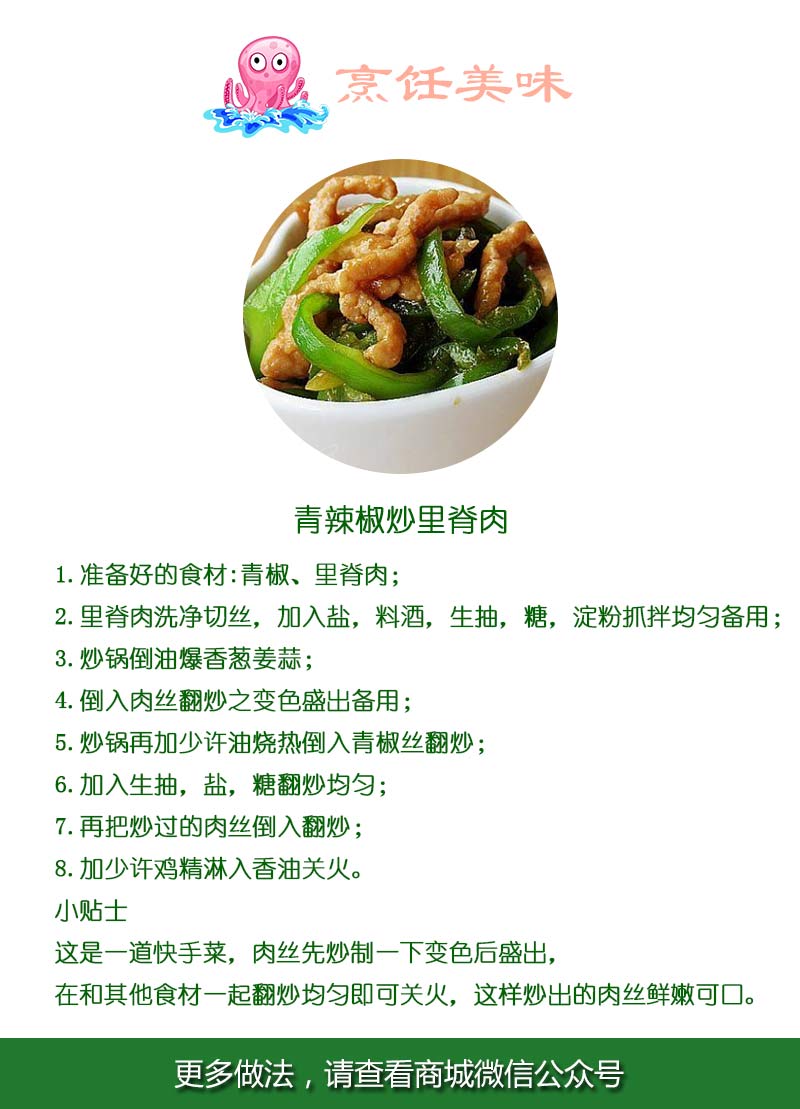 烹饪美味
青辣椒炒里脊肉
1.准备好的食材:青椒、里脊肉;
2.里脊肉洗净切丝，加入盐，料酒，生抽，糖，淀粉抓拌均匀备用;
3.炒锅倒油爆香葱姜蒜;
4.倒入肉丝翻炒之变色盛出备用;
5.炒锅再加少许油烧热倒入青椒丝翻炒;
6.加入生抽，盐，糖翻炒均匀;
7.再把炒过的肉丝倒入翻炒;
8.加少许鸡精淋入香油关火。
小贴士
这是一道快手菜，肉丝先炒制一下变色后盛出，
在和其他食材一起翻炒均匀即可关火，这样炒出的肉丝鲜嫩可口。
更多做法，请查看商城微信公众号